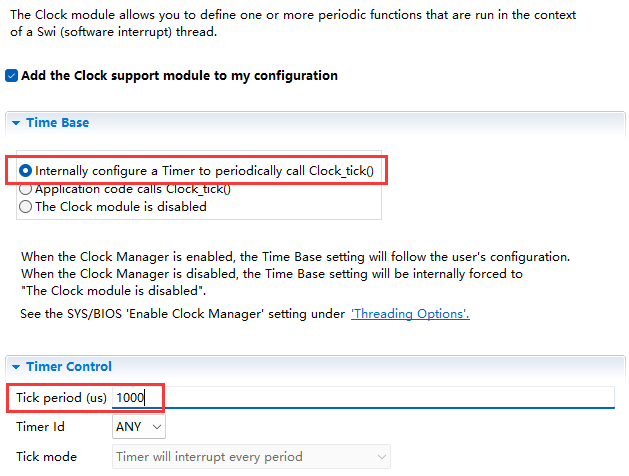 The Clock module allows you to define one or more periodic functions that are run in the context
of a Swi (software interrupt) thread.
Add the Clock support module to my configuration
Time Base
Internally configure a Timer to periodically call Clock_tick()
Application code calls Clock_tick()
The Clock module is disabled
When the Clock Manager is enabled, the Time Base setting will follow the user's configuration.
When the Clock Manager is disabled, the Time Base setting will be internally forced to
"The Clock module is disabled".
See the SYS/BIOS 'Enable Clock Manager' setting under 'Threading Options'.
Timer Control
Tick period (us) 1000
Timer Id ANY
Tick mode Timer will interrupt every period